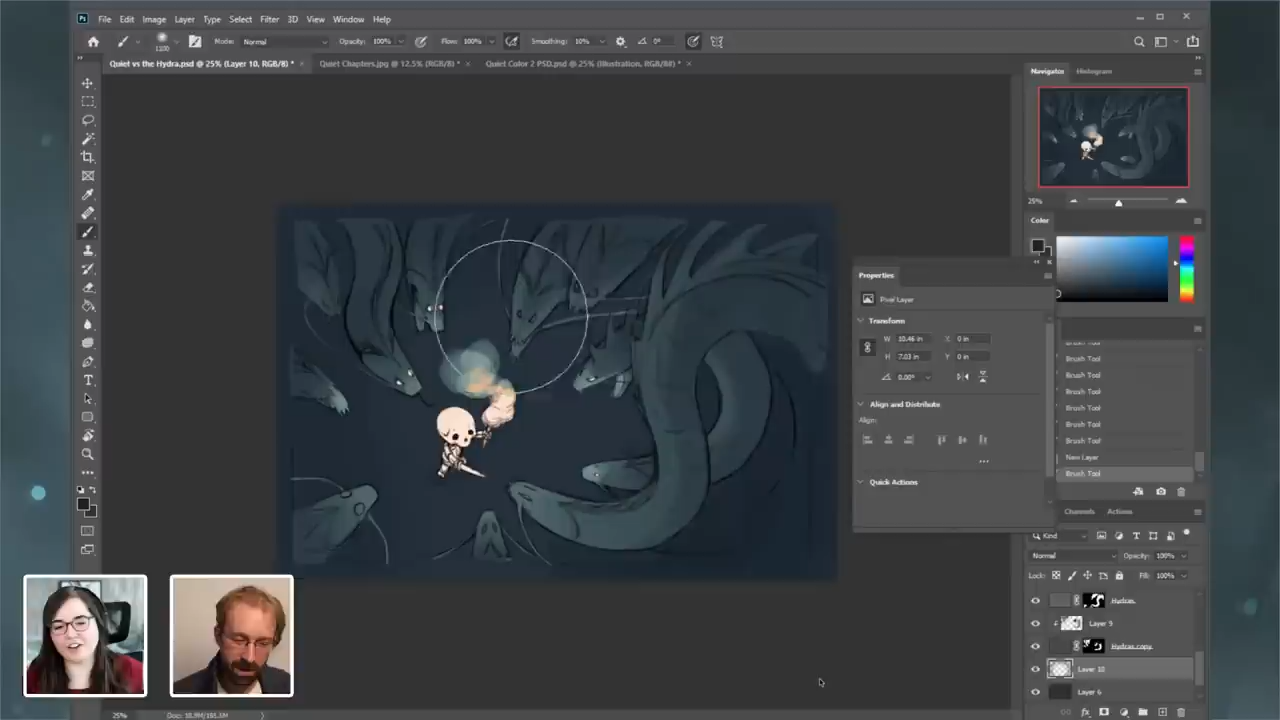 Ps File Edit Image Layer Type Select Filter 3D View Window Help
1100 Mode: Normal Opacity: 100% Flow: 100% Smoothing: 10% 0°
Quiet vs the Hydra.psd @ 25% (Layer 10, RGB/8) * × Quiet Chapters.jpg @ 12.5% (RGB/8) * × Quiet Color 2 PSD.psd @ 25% (Illustration, RGB/8#) * ×
Navigator Histogram
25%
Color
Properties
Pixel Layer
Transform
W 10.46 in X 0 in
H 7.03 in Y 0 in
0.00°
Align and Distribute
Align:
Quick Actions
Brush Tool
Brush Tool
Brush Tool
Brush Tool
Brush Tool
Brush Tool
Brush Tool
New Layer
Brush Tool
Channels Actions
Kind
Normal Opacity: 100%
Lock: Fill: 100%
Hydras
Layer 9
Hydras copy
Layer 10
Layer 6
fx
25%